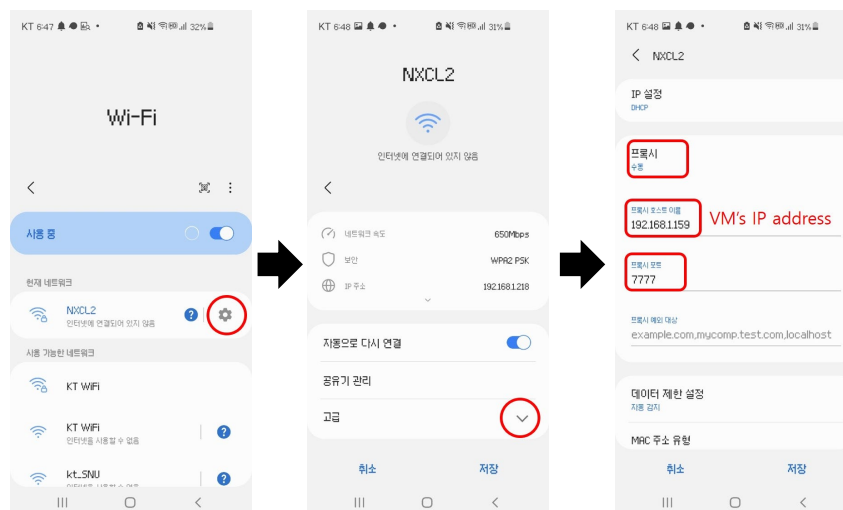 KT 6:47
32%
Wi-Fi
사용 중
현재 네트워크
NXCL2
인터넷에 연결되어 있지 않음
사용 가능한 네트워크
KT WiFi
KT WiFi
인터넷을 사용할 수 없음
kt_SNU
KT 6:48
31%
NXCL2
인터넷에 연결되어 있지 않음
네트워크 속도
650Mbps
보안
WPA2 PSK
IP 주소
192.168.1.218
자동으로 다시 연결
공유기 관리
고급
취소
저장
KT 6:48
31%
NXCL2
IP 설정
DHCP
프록시
수동
프록시 호스트 이름
192.168.1.159
VM's IP address
프록시 포트
7777
프록시 예외 대상
example.com,mycomp.test.com,localhost
데이터 제한 설정
자동 감지
MAC 주소 유형
취소
저장